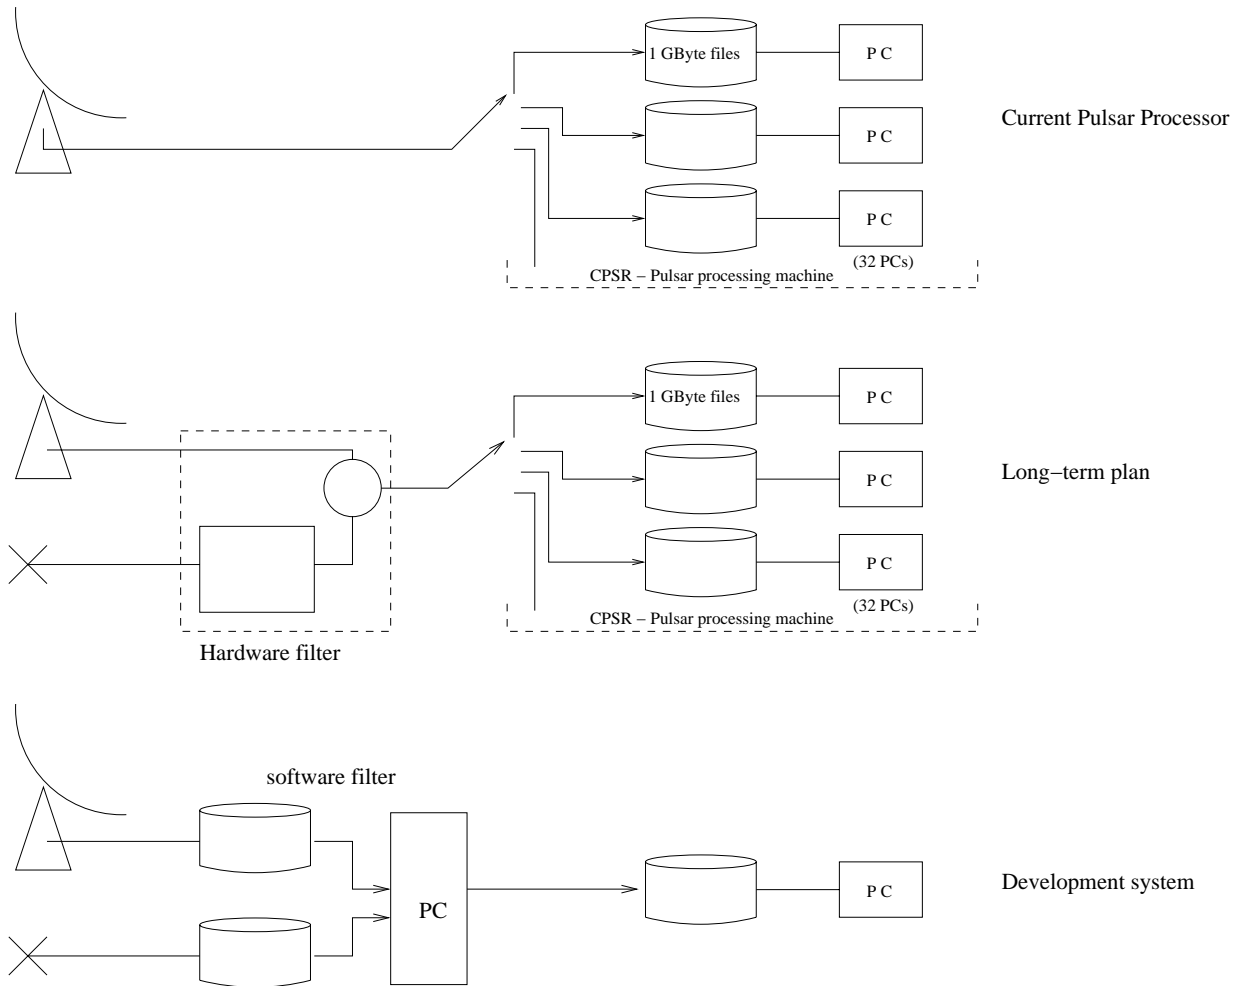 1 GByte files
P C
Current Pulsar Processor
P C
P C
(32 PCs)
CPSR – Pulsar processing machine
1 GByte files
P C
Long–term plan
P C
P C
(32 PCs)
CPSR – Pulsar processing machine
Hardware filter
software filter
Development system
P C
PC